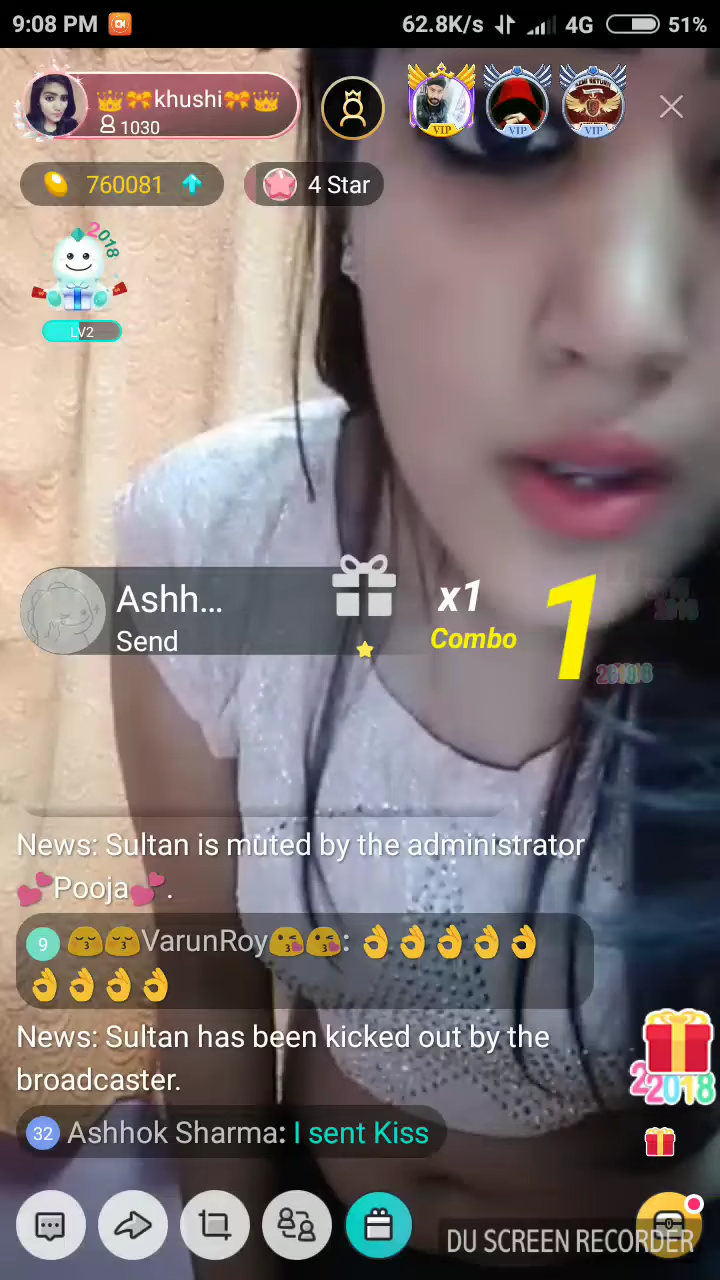 9:08 PM 62.8K/s 4G 51%
👑🎀khushi🎀👑
1030
VIP VIP VIP
760081 4 Star
2018
LV2
Ashh...
Send
x1
Combo 1
News: Sultan is muted by the administrator
💕Pooja💕.
9 😚😚VarunRoy😘😘: 👌👌👌👌👌
👌👌👌👌
News: Sultan has been kicked out by the
broadcaster.
32 Ashhok Sharma: I sent Kiss
DU SCREEN RECORDER